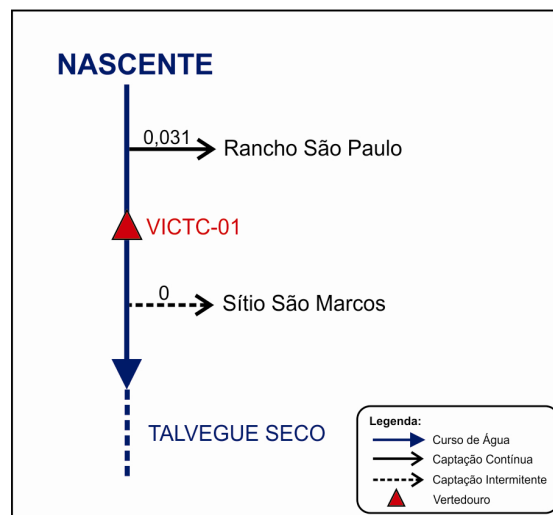 NASCENTE
0,031
Rancho São Paulo
VICTC-01
0
Sítio São Marcos
TALVEGUE SECO
Legenda:
Curso de Água
Captação Contínua
Captação Intermitente
Vertedouro